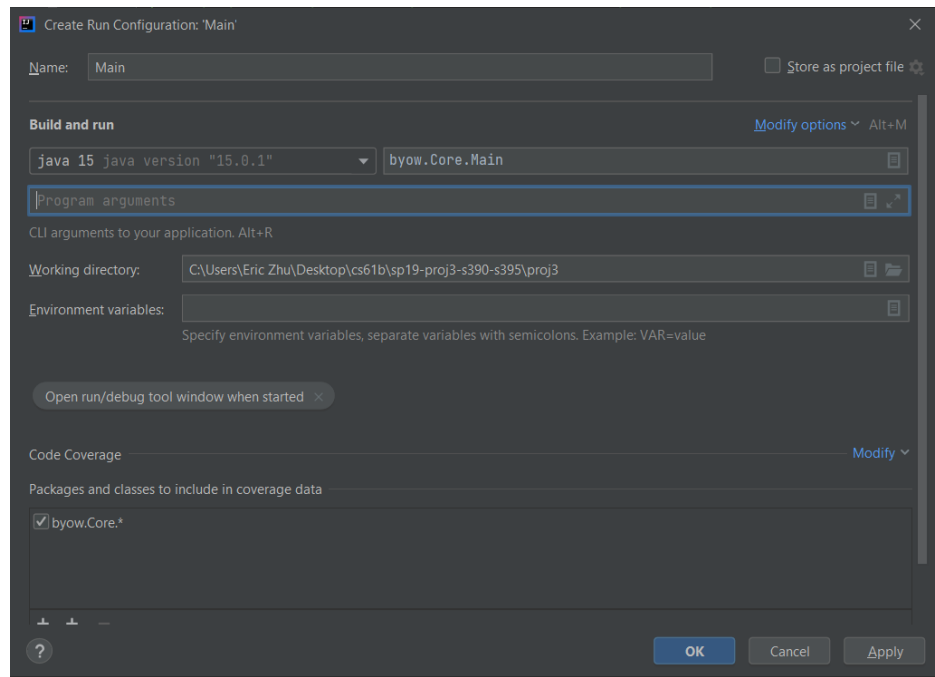 Create Run Configuration: 'Main'
Name: Main Store as project file
Build and run Modify options Alt+M
java 15 java version "15.0.1" byow.Core.Main
Program arguments
CLI arguments to your application. Alt+R
Working directory: C:\Users\Eric Zhu\Desktop\cs61b\sp19-proj3-s390-s395\proj3
Environment variables:
Specify environment variables, separate variables with semicolons. Example: VAR=value
Open run/debug tool window when started
Code Coverage Modify
Packages and classes to include in coverage data
byow.Core.*
? OK Cancel Apply